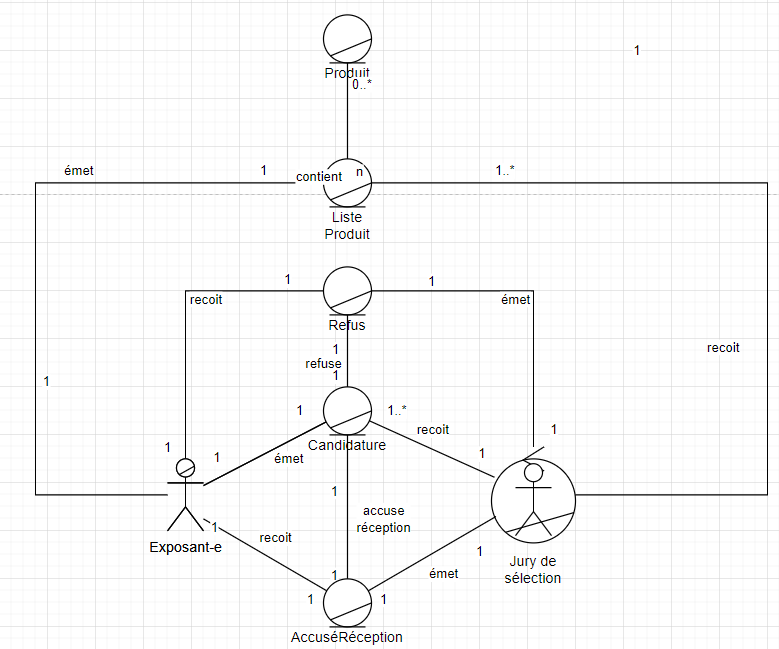 1
Produit
0..*
émet
1
contient
n
1..*
Liste
Produit
recoit
1
1
émet
Refus
1
refuse
1
recoit
1
1
1..*
recoit
1
Candidature
1
1
1
émet
1
accuse
réception
1
recoit
Exposant-e
1
émet
Jury de
sélection
1
1
1
AccuséRéception